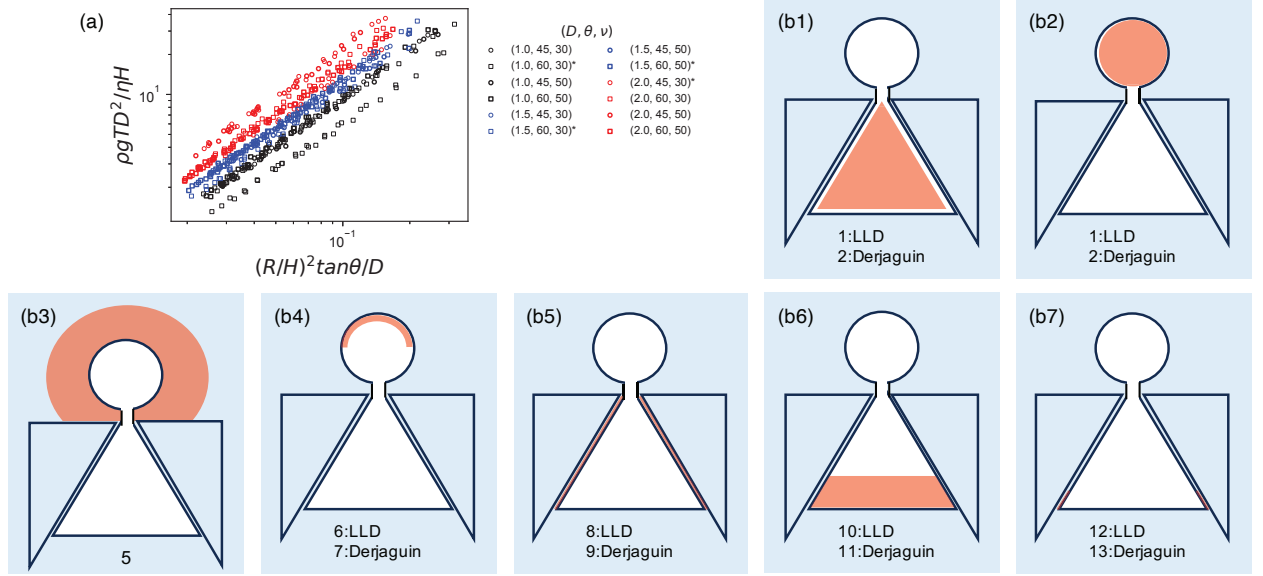 (a)
ρgTD²/ηH
10¹
10⁻¹
(R/H)²tanθ/D
(D, θ, ν)
(1.0, 45, 30)
(1.0, 60, 30)*
(1.0, 45, 50)
(1.0, 60, 50)
(1.5, 45, 30)
(1.5, 60, 30)*
(1.5, 45, 50)
(1.5, 60, 50)*
(2.0, 45, 30)*
(2.0, 60, 30)
(2.0, 45, 50)
(2.0, 60, 50)
(b1)
1:LLD
2:Derjaguin
(b2)
1:LLD
2:Derjaguin
(b3)
5
(b4)
6:LLD
7:Derjaguin
(b5)
8:LLD
9:Derjaguin
(b6)
10:LLD
11:Derjaguin
(b7)
12:LLD
13:Derjaguin